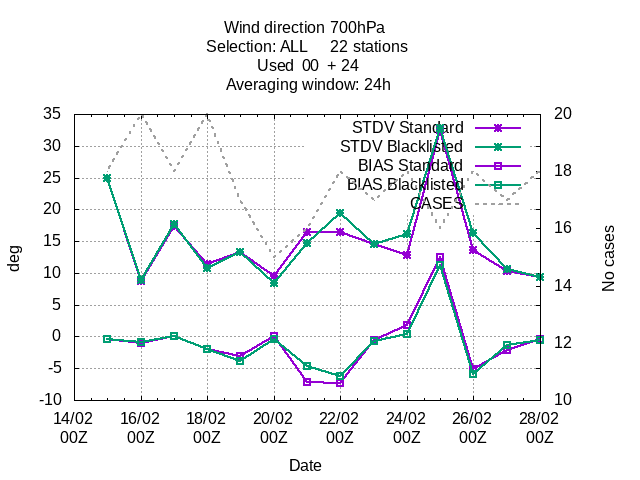 Wind direction 700hPa
Selection: ALL     22 stations
Used  00  + 24
Averaging window: 24h
35
30
25
20
15
10
5
0
-5
-10
deg
20
18
16
14
12
10
No cases
STDV Standard
STDV Blacklisted
BIAS Standard
BIAS Blacklisted
CASES
14/02 16/02 18/02 20/02 22/02 24/02 26/02 28/02
00Z 00Z 00Z 00Z 00Z 00Z 00Z 00Z
Date